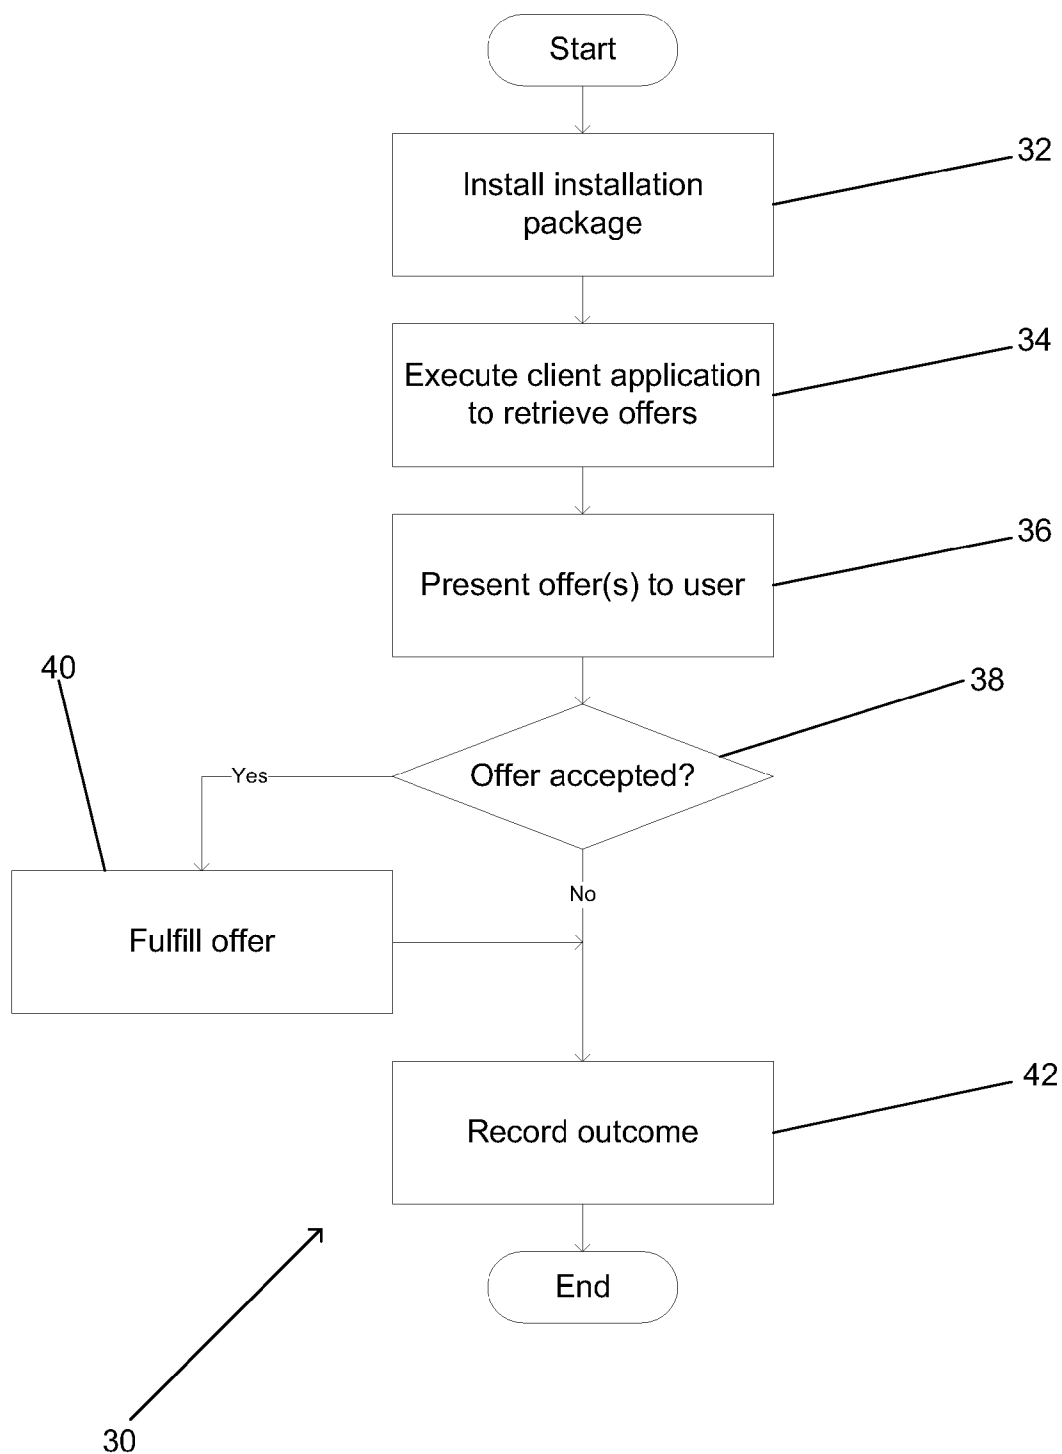 Start
Install installation
package
32
Execute client application
to retrieve offers
34
Present offer(s) to user
36
40
38
Offer accepted?
Yes
No
Fulfill offer
Record outcome
42
End
30